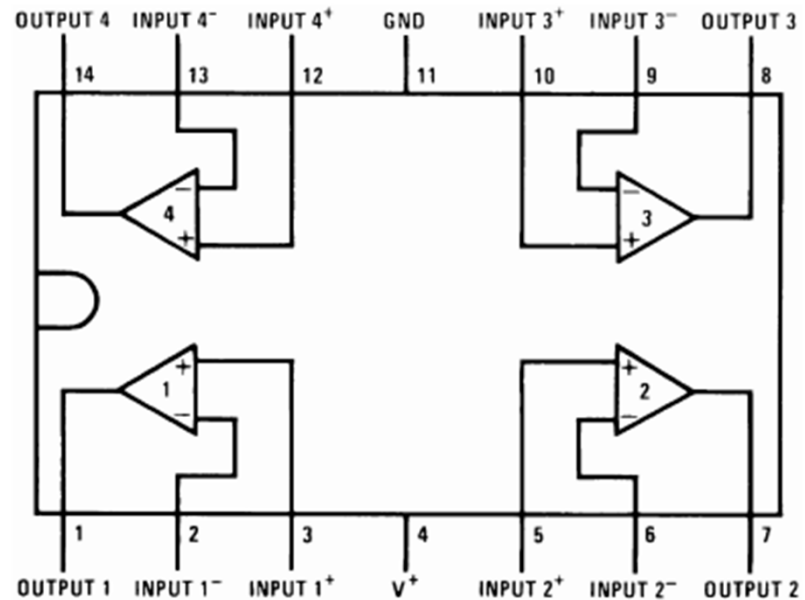 OUTPUT 4 INPUT 4⁻ INPUT 4⁺ GND INPUT 3⁺ INPUT 3⁻ OUTPUT 3
14 13 12 11 10 9 8
− −
4 3
+ +
+ +
1 2
− −
1 2 3 4 5 6 7
OUTPUT 1 INPUT 1⁻ INPUT 1⁺ V⁺ INPUT 2⁺ INPUT 2⁻ OUTPUT 2